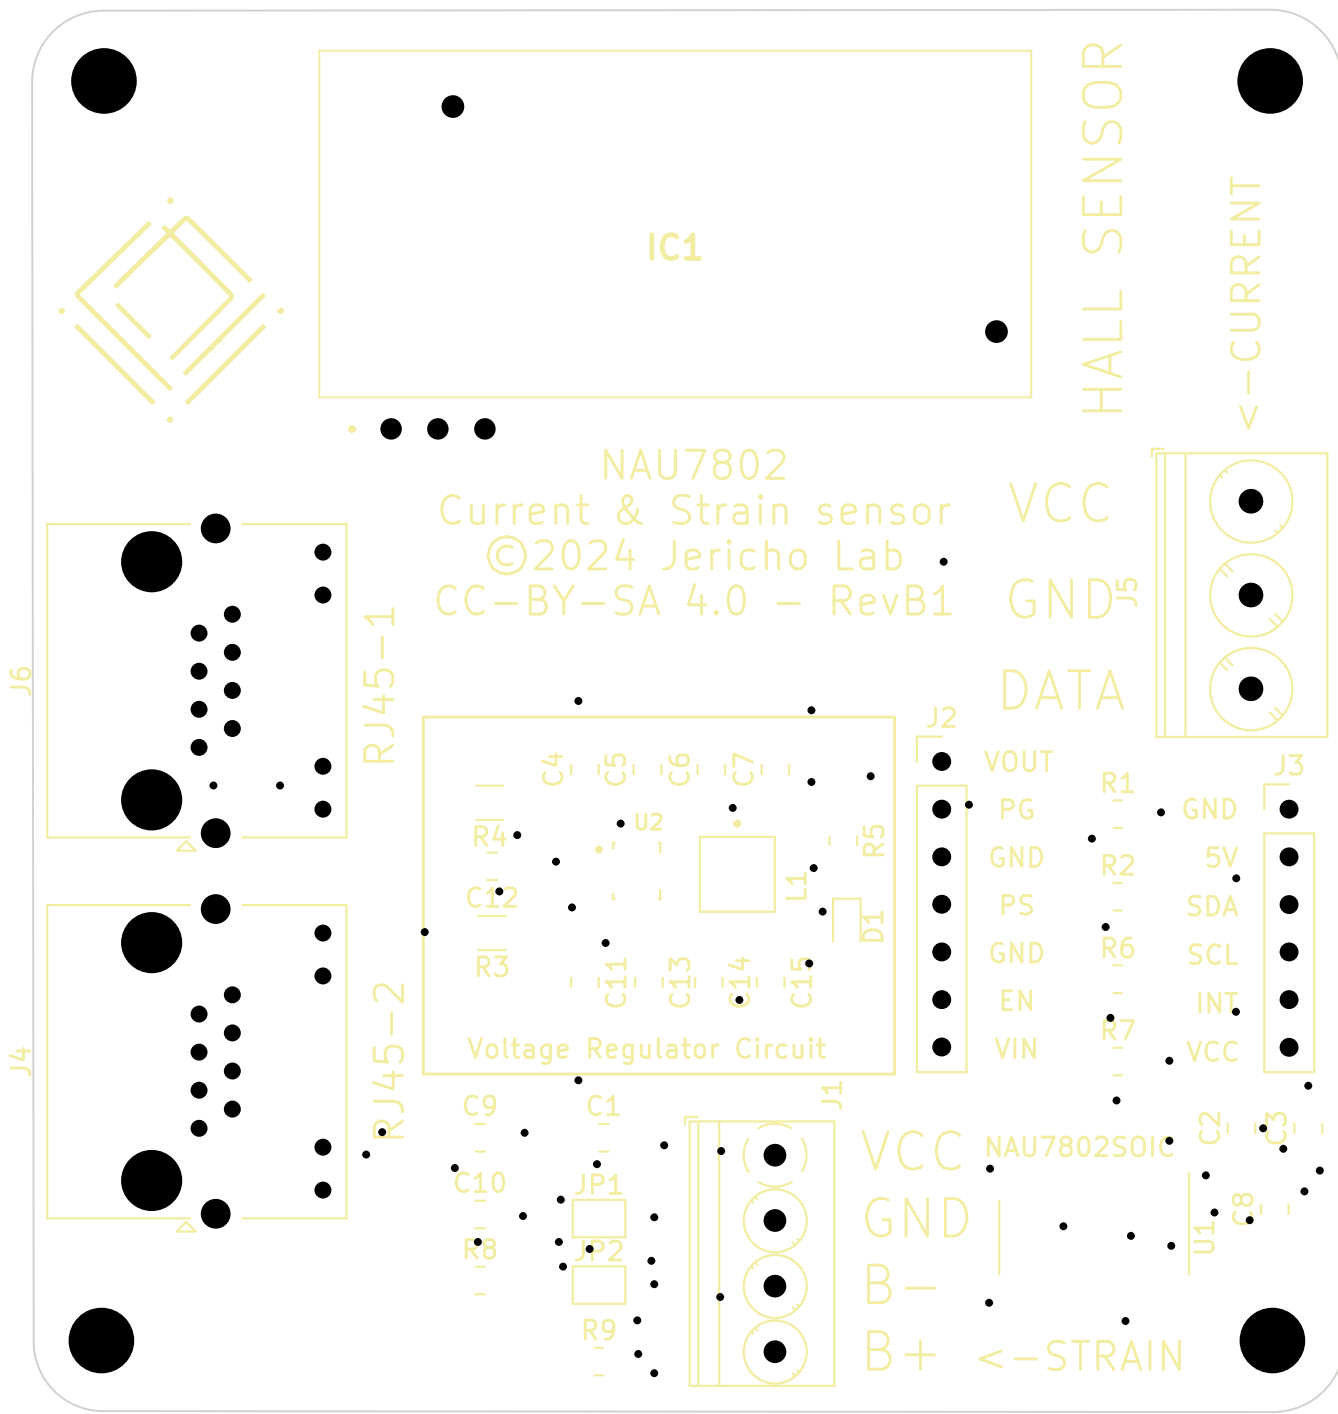 HALL SENSOR
<-CURRENT
IC1
NAU7802
Current & Strain sensor
©2024 Jericho Lab
CC-BY-SA 4.0 - RevB1
VCC
GND
DATA
J5
J6
RJ45-1
J4
RJ45-2
C4
C5
C6
C7
U2
R4
C12
R3
L1
R5
D1
C11
C13
C14
C15
Voltage Regulator Circuit
J2
VOUT
PG
GND
PS
GND
EN
VIN
R1
R2
R6
R7
J3
GND
5V
SDA
SCL
INT
VCC
C9
C1
C10
JP1
R8
JP2
R9
J1
VCC
GND
B-
B+
<-STRAIN
NAU7802SOIC
U1
C2
C3
C8